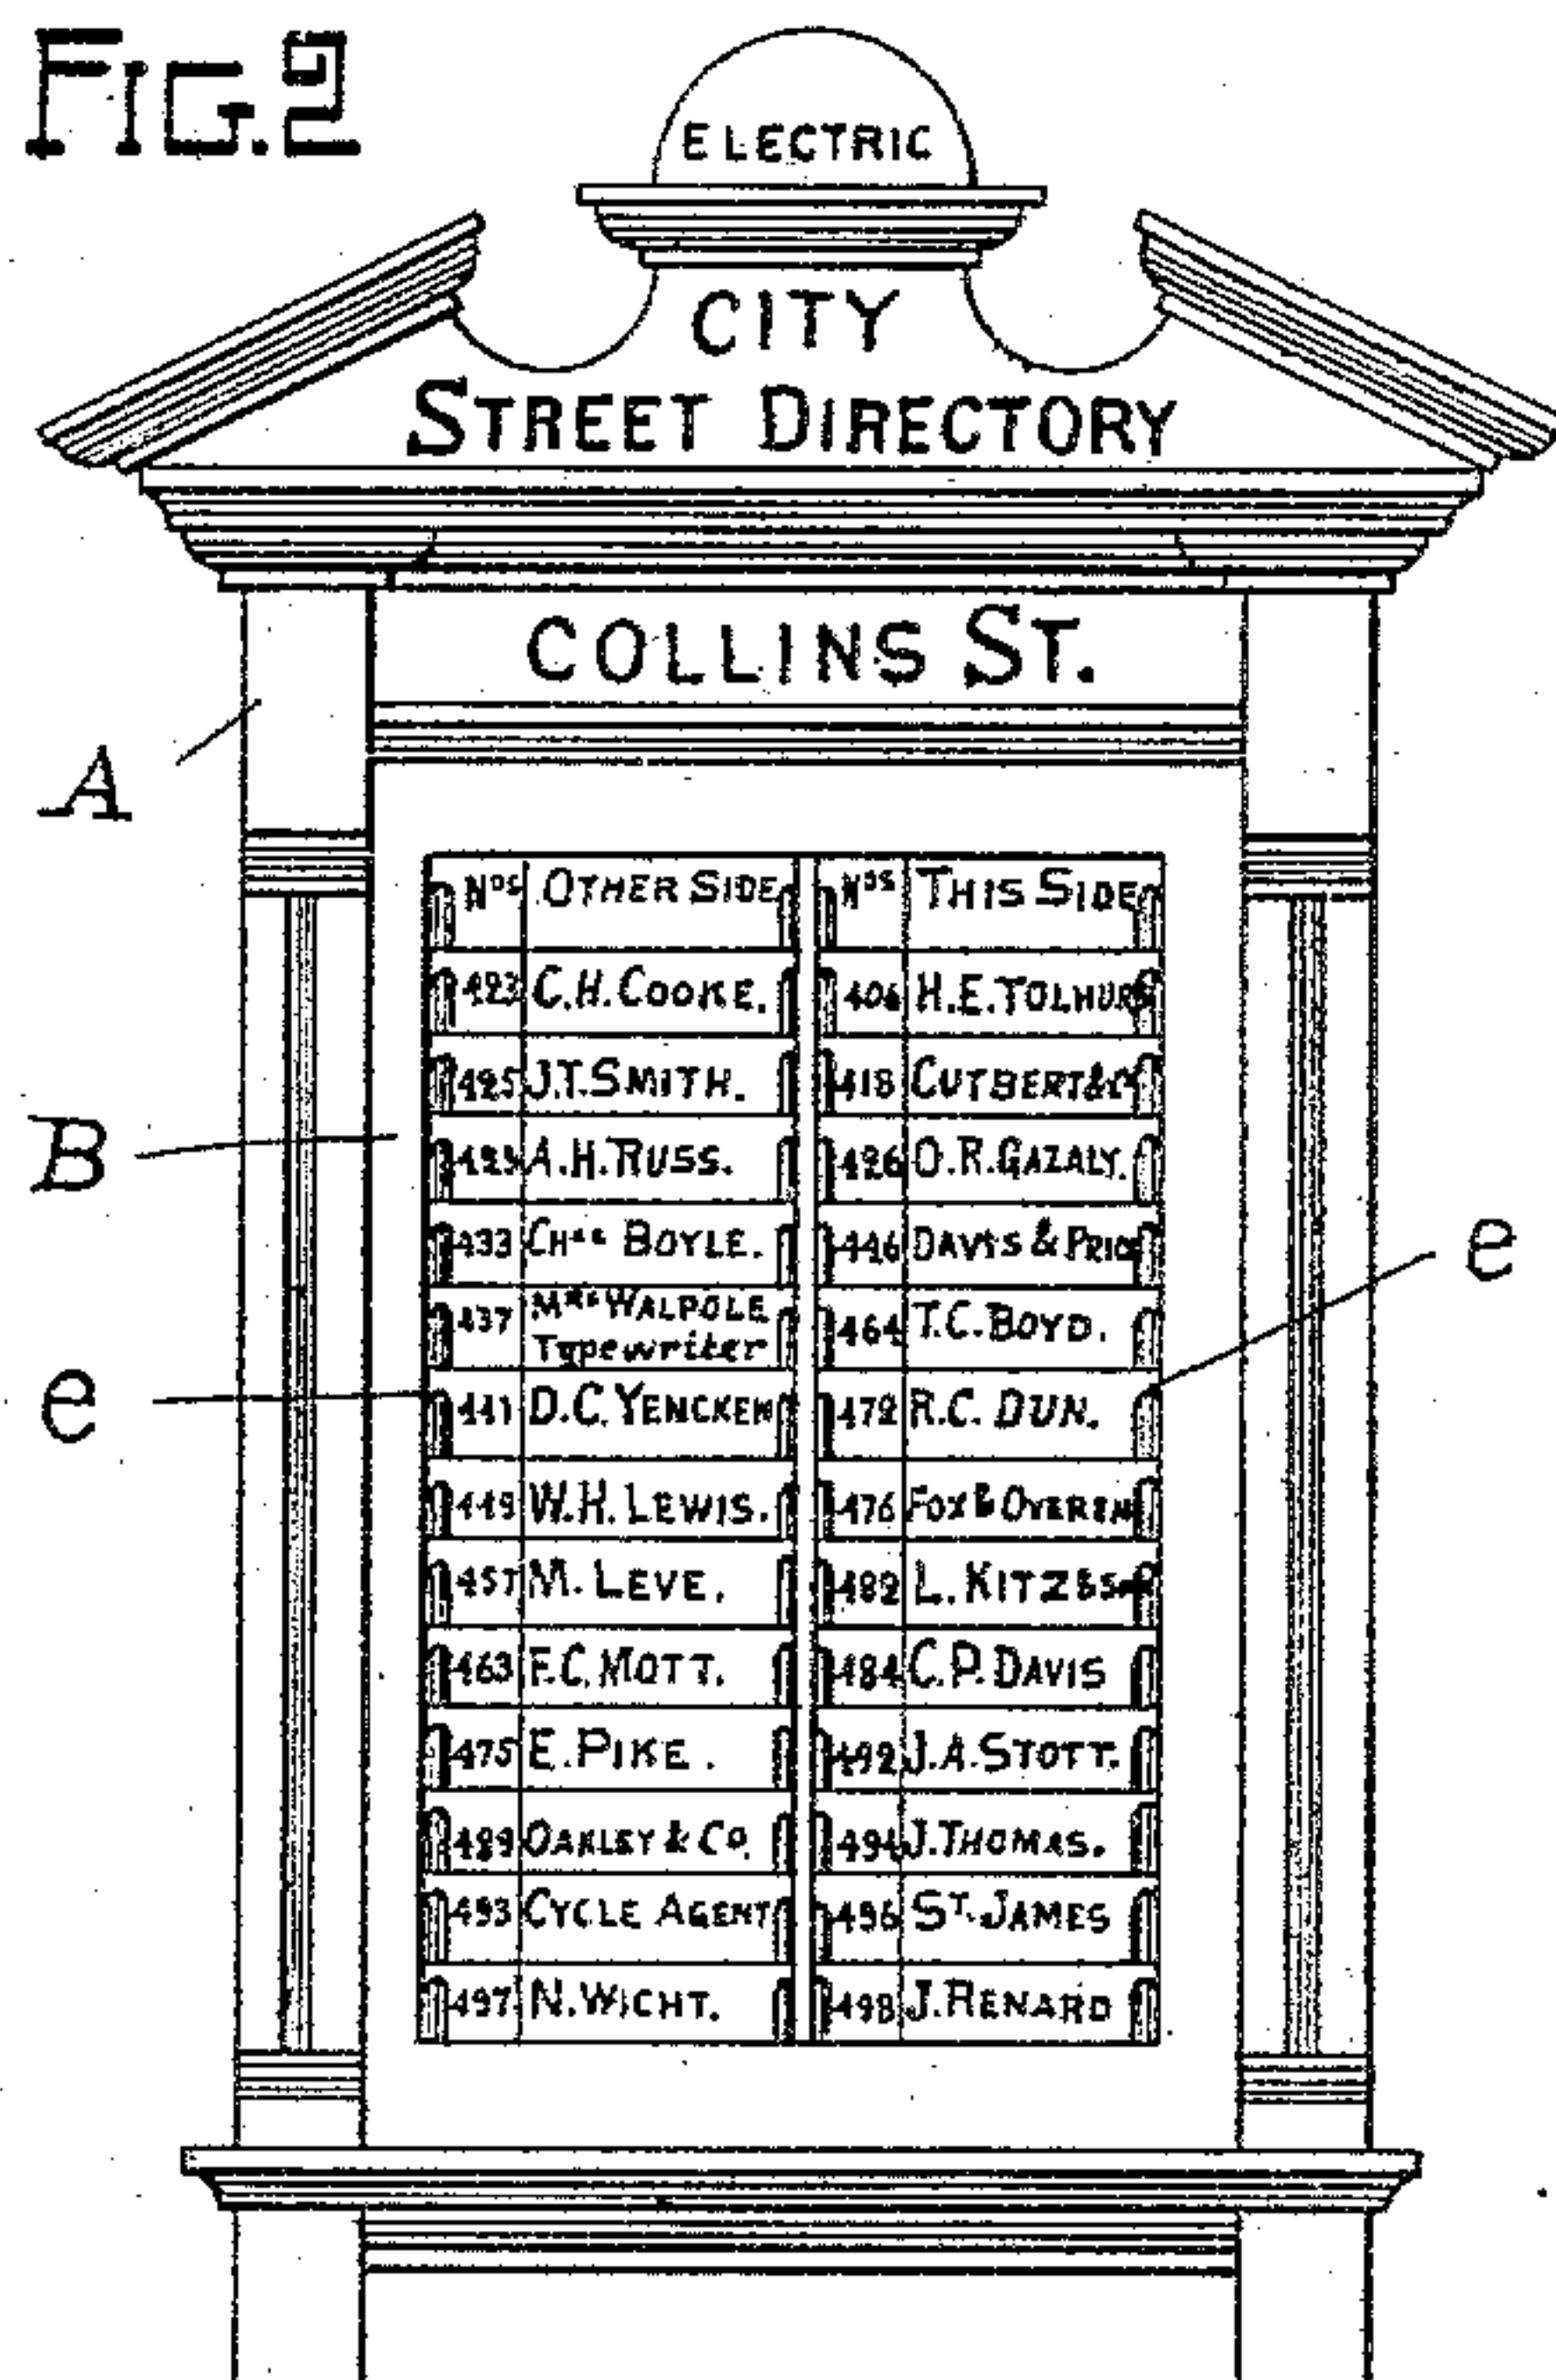 FIG. 2
ELECTRIC
CITY
STREET DIRECTORY
COLLINS ST.
A
B
e
e
Nos OTHER SIDE
423 C.H. COOKE.
425 J.T. SMITH.
A.H. RUSS.
433 Chas BOYLE.
437 Mrs WALPOLE
Typewriter
441 D.C. YENCKEN
449 W.H. LEWIS.
457 M. LEVE.
463 F.C. MOTT.
475 E. PIKE.
489 OAKLEY & Co.
493 CYCLE AGENT
497 N. WICHT.
Nos THIS SIDE
406 H.E. TOLHURS
418 CUTBERT & Co
426 O.R. GAZALY.
446 DAVIS & PRICE
464 T.C. BOYD.
472 R.C. DUN.
476 FOX & OVEREN
482 L.
484 C.P. DAVIS
492 J.A. STOTT.
494 J. THOMAS.
496 ST. JAMES
498 J. RENARD